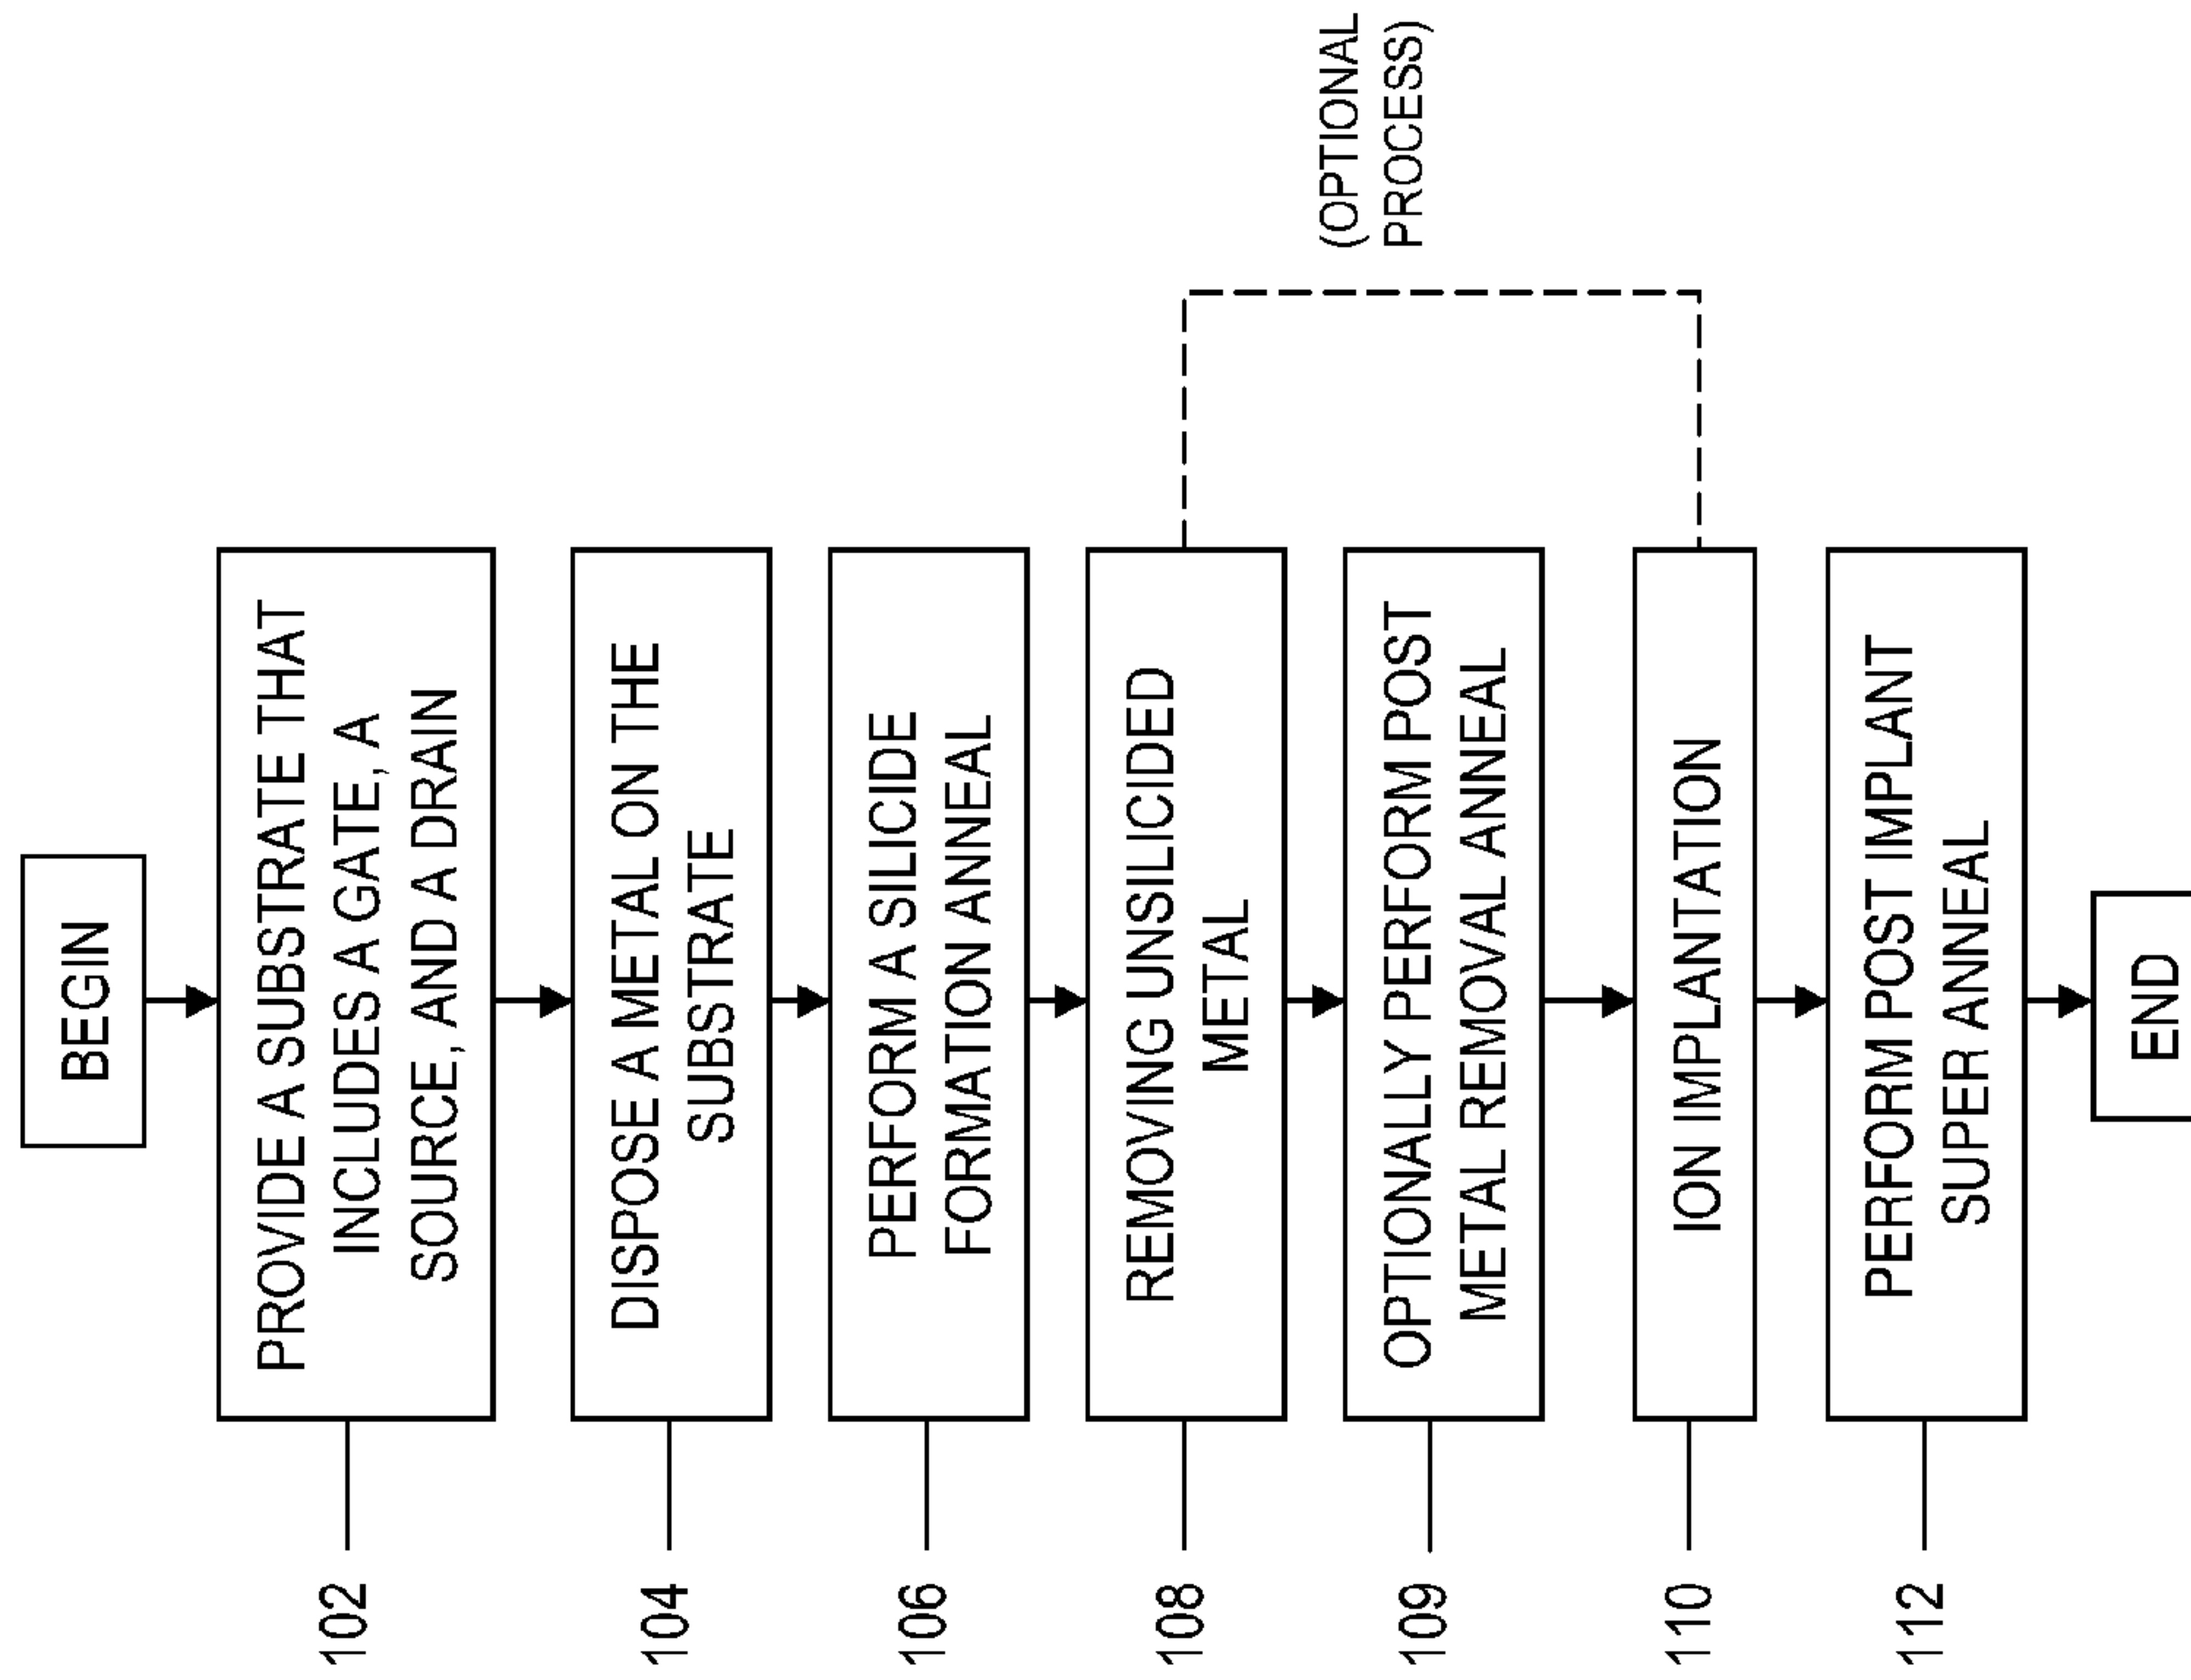 BEGIN
102
PROVIDE A SUBSTRATE THAT
INCLUDES A GATE, A
SOURCE, AND A DRAIN
104
DISPOSE A METAL ON THE
SUBSTRATE
106
PERFORM A SILICIDE
FORMATION ANNEAL
108
REMOVING UNSILICIDED
METAL
(OPTIONAL
PROCESS)
109
OPTIONALLY PERFORM POST
METAL REMOVAL ANNEAL
110
ION IMPLANTATION
112
PERFORM POST IMPLANT
SUPER ANNEAL
END